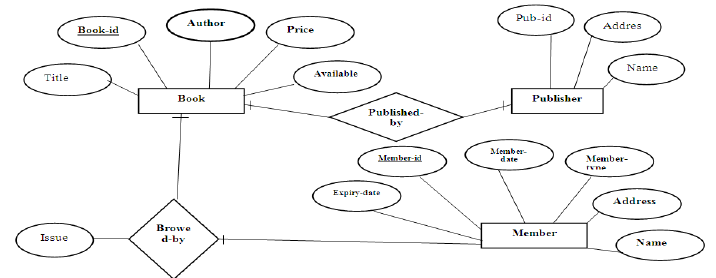 Book-id
Author
Price
Title
Available
Book
Pub-id
Addres
Name
Publisher
Published-
by
Member-id
Member-
date
Member-
type
Expiry-date
Address
Member
Name
Issue
Browe
d-by